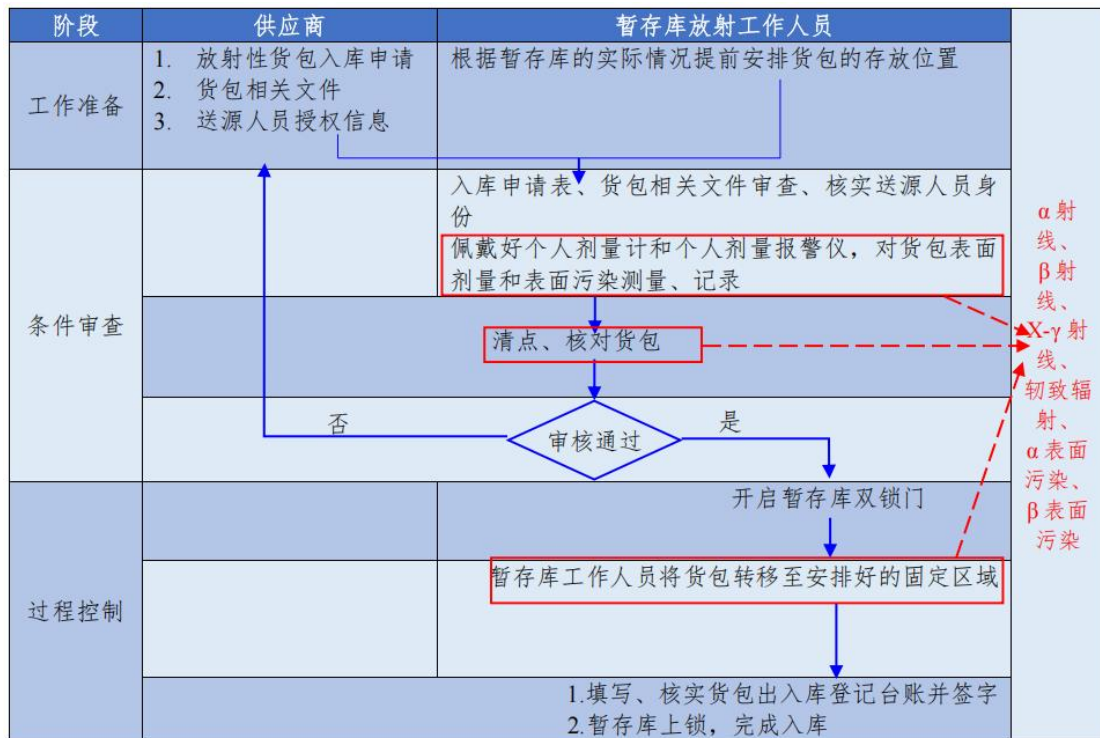 阶段
供应商
暂存库放射工作人员
工作准备
1. 放射性货包入库申请
2. 货包相关文件
3. 送源人员授权信息
根据暂存库的实际情况提前安排货包的存放位置
条件审查
入库申请表、货包相关文件审查、核实送源人员身
份
佩戴好个人剂量计和个人剂量报警仪，对货包表面
剂量和表面污染测量、记录
清点、核对货包
否
审核通过
是
过程控制
开启暂存库双锁门
暂存库工作人员将货包转移至安排好的固定区域
1.填写、核实货包出入库登记台账并签字
2.暂存库上锁，完成入库
α 射
线、
β 射
线、
X-γ 射
线、
轫致辐
射、
α 表面
污染、
β 表面
污染